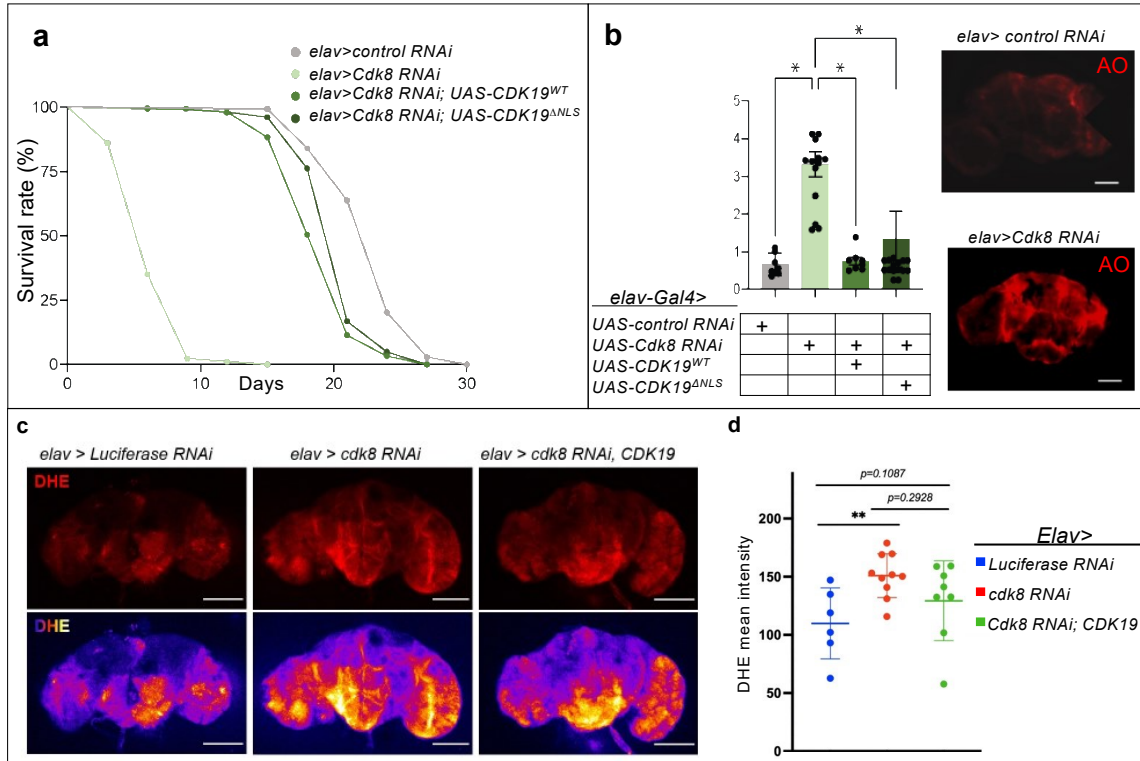 a
elav>control RNAi
elav>Cdk8 RNAi
elav>Cdk8 RNAi; UAS-CDK19WT
elav>Cdk8 RNAi; UAS-CDK19ΔNLS
Survival rate (%)
100
75
50
25
0
0 10 20 30
Days
b
* * *
*
5
4
3
2
1
0
elav-Gal4>
UAS-control RNAi +
UAS-Cdk8 RNAi + + +
UAS-CDK19WT +
UAS-CDK19ΔNLS +
elav> control RNAi
AO
elav>Cdk8 RNAi
AO
c
elav > Luciferase RNAi elav > cdk8 RNAi elav > cdk8 RNAi, CDK19
DHE
DHE
d
p=0.1087
p=0.2928
**
DHE mean intensity
200
150
100
50
0
Elav>
Luciferase RNAi
cdk8 RNAi
Cdk8 RNAi; CDK19